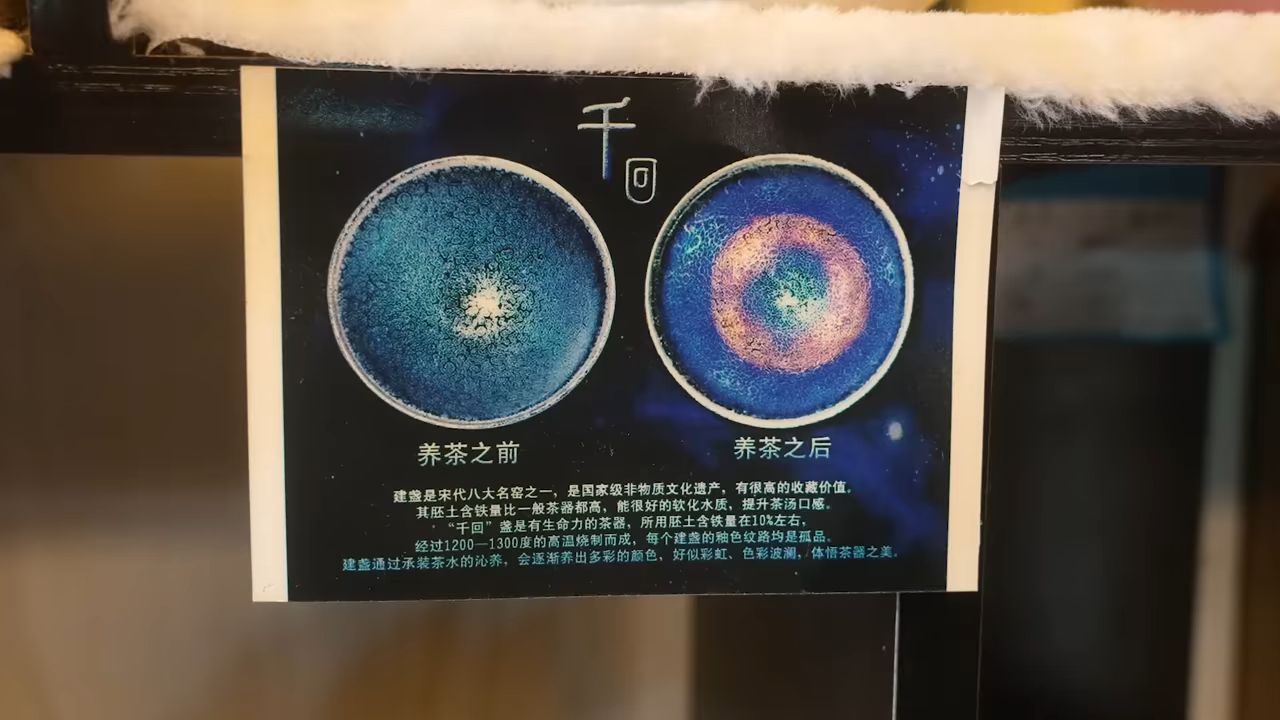 千回
养茶之前
养茶之后
建盏是宋代八大名窑之一，是国家级非物质文化遗产，有很高的收藏价值。
其胚土含铁量比一般茶器都高，能很好的软化水质，提升茶汤口感。
“千回”盏是有生命力的茶器，所用胚土含铁量在10%左右，
经过1200—1300度的高温烧制而成，每个建盏的釉色纹路均是孤品。
建盏通过承装茶水的沁养，会逐渐养出多彩的颜色，好似彩虹、色彩波澜，体悟茶器之美。